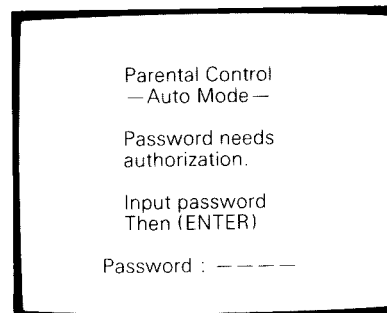 Parental Control
—Auto Mode—
Password needs
authorization.
Input password
Then (ENTER)
Password : ————